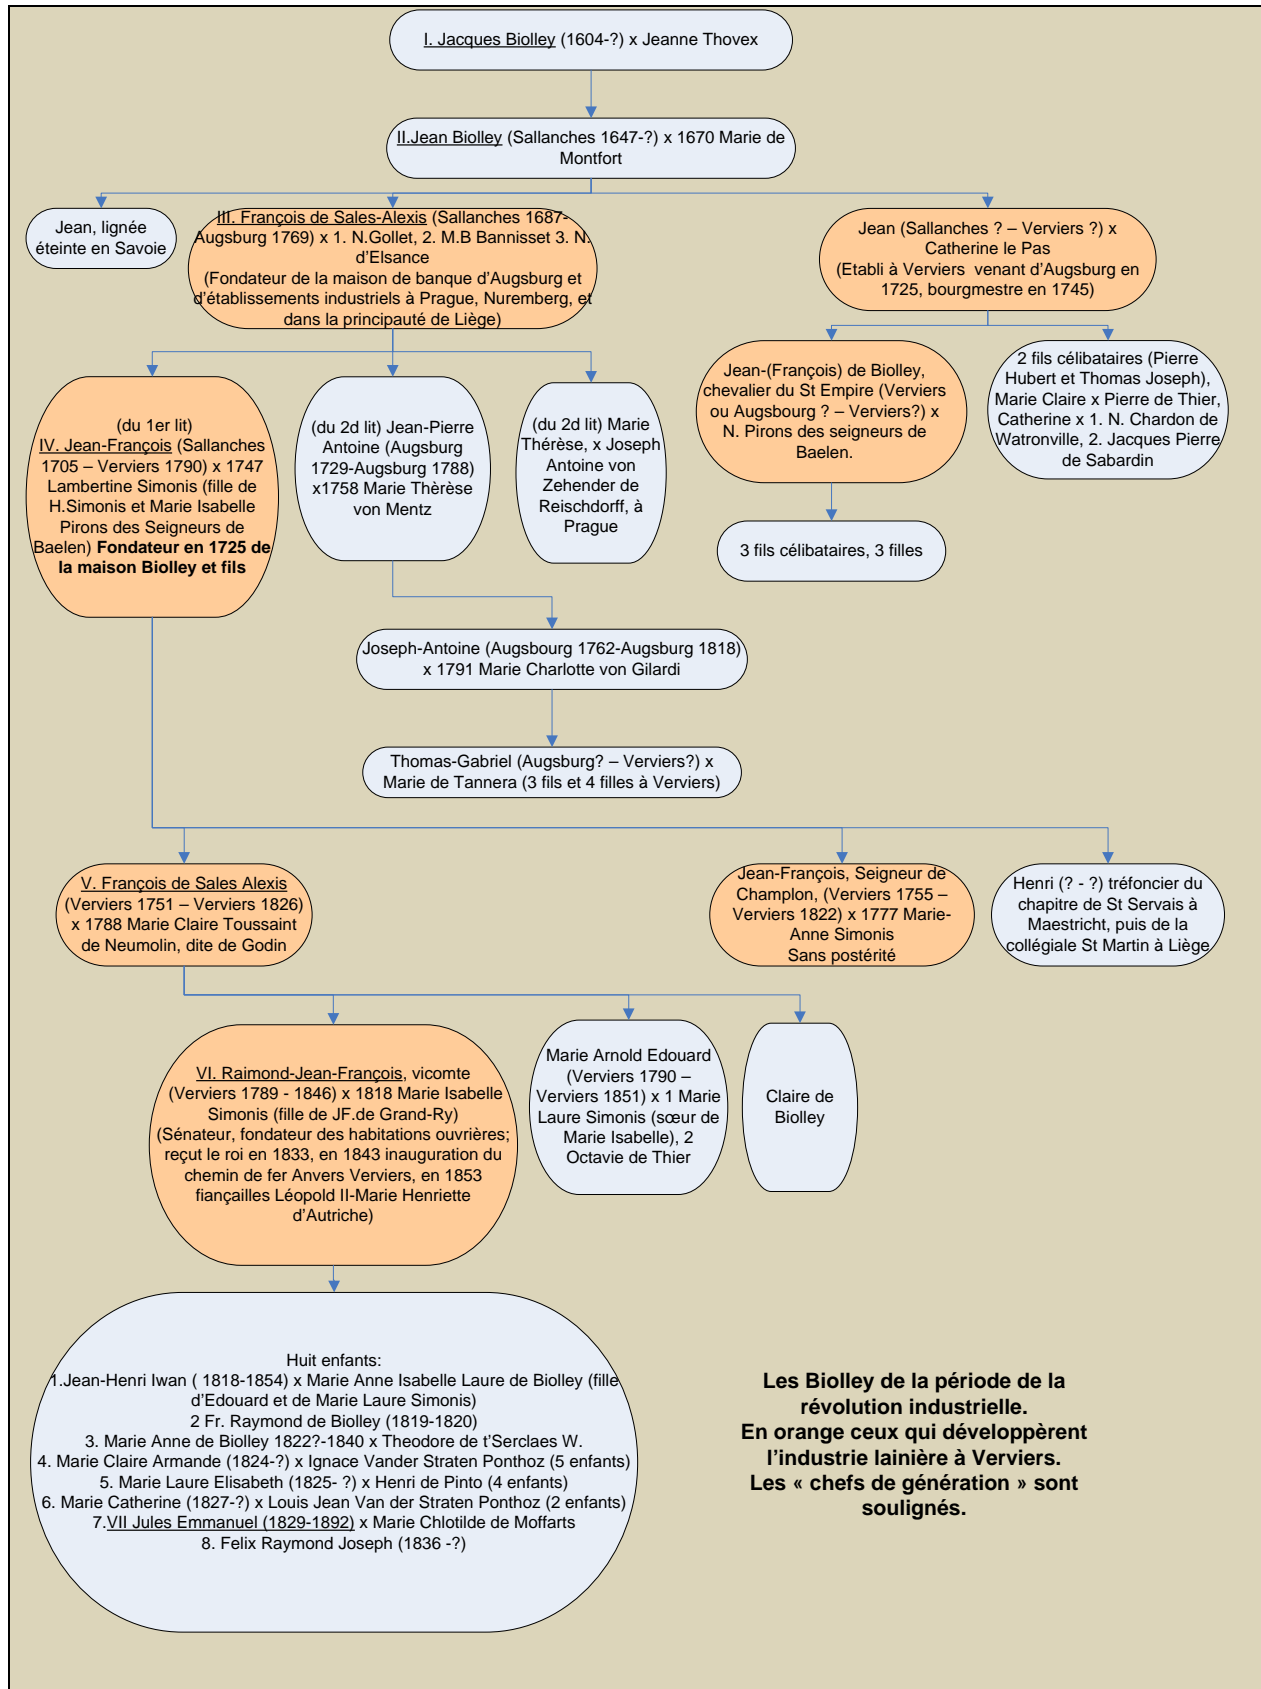 I. Jacques Biolley (1604-?) x Jeanne Thovex
II.Jean Biolley (Sallanches 1647-?) x 1670 Marie de
Montfort
Jean, lignée
éteinte en Savoie
III. François de Sales-Alexis (Sallanches 1687-
Augsburg 1769) x 1. N.Gollet, 2. M.B Bannisset 3. N.
d'Elsance
(Fondateur de la maison de banque d'Augsburg et
d'établissements industriels à Prague, Nuremberg, et
dans la principauté de Liège)
Jean (Sallanches ? – Verviers ?) x
Catherine le Pas
(Etabli à Verviers venant d'Augsburg en
1725, bourgmestre en 1745)
(du 1er lit)
IV. Jean-François (Sallanches
1705 – Verviers 1790) x 1747
Lambertine Simonis (fille de
H.Simonis et Marie Isabelle
Pirons des Seigneurs de
Baelen) Fondateur en 1725 de
la maison Biolley et fils
(du 2d lit) Jean-Pierre
Antoine (Augsburg
1729-Augsburg 1788)
x1758 Marie Thèrèse
von Mentz
(du 2d lit) Marie
Thérèse, x Joseph
Antoine von
Zehender de
Reischdorff, à
Prague
Jean-(François) de Biolley,
chevalier du St Empire (Verviers
ou Augsbourg ? – Verviers?) x
N. Pirons des seigneurs de
Baelen.
2 fils célibataires (Pierre
Hubert et Thomas Joseph),
Marie Claire x Pierre de Thier,
Catherine x 1. N. Chardon de
Watronville, 2. Jacques Pierre
de Sabardin
3 fils célibataires, 3 filles
Joseph-Antoine (Augsbourg 1762-Augsburg 1818)
x 1791 Marie Charlotte von Gilardi
Thomas-Gabriel (Augsburg? – Verviers?) x
Marie de Tannera (3 fils et 4 filles à Verviers)
V. François de Sales Alexis
(Verviers 1751 – Verviers 1826)
x 1788 Marie Claire Toussaint
de Neumolin, dite de Godin
Jean-François, Seigneur de
Champlon, (Verviers 1755 –
Verviers 1822) x 1777 Marie-
Anne Simonis
Sans postérité
Henri (? - ?) tréfoncier du
chapitre de St Servais à
Maestricht, puis de la
collégiale St Martin à Liège
VI. Raimond-Jean-François, vicomte
(Verviers 1789 - 1846) x 1818 Marie Isabelle
Simonis (fille de JF.de Grand-Ry)
(Sénateur, fondateur des habitations ouvrières;
reçut le roi en 1833, en 1843 inauguration du
chemin de fer Anvers Verviers, en 1853
fiançailles Léopold II-Marie Henriette
d'Autriche)
Marie Arnold Edouard
(Verviers 1790 –
Verviers 1851) x 1 Marie
Laure Simonis (sœur de
Marie Isabelle), 2
Octavie de Thier
Claire de
Biolley
Huit enfants:
1.Jean-Henri Iwan ( 1818-1854) x Marie Anne Isabelle Laure de Biolley (fille
d'Edouard et de Marie Laure Simonis)
2 Fr. Raymond de Biolley (1819-1820)
3. Marie Anne de Biolley 1822?-1840 x Theodore de t'Serclaes W.
4. Marie Claire Armande (1824-?) x Ignace Vander Straten Ponthoz (5 enfants)
5. Marie Laure Elisabeth (1825- ?) x Henri de Pinto (4 enfants)
6. Marie Catherine (1827-?) x Louis Jean Van der Straten Ponthoz (2 enfants)
7.VII Jules Emmanuel (1829-1892) x Marie Chlotilde de Moffarts
8. Felix Raymond Joseph (1836 -?)
Les Biolley de la période de la
révolution industrielle.
En orange ceux qui développèrent
l'industrie lainière à Verviers.
Les « chefs de génération » sont
soulignés.